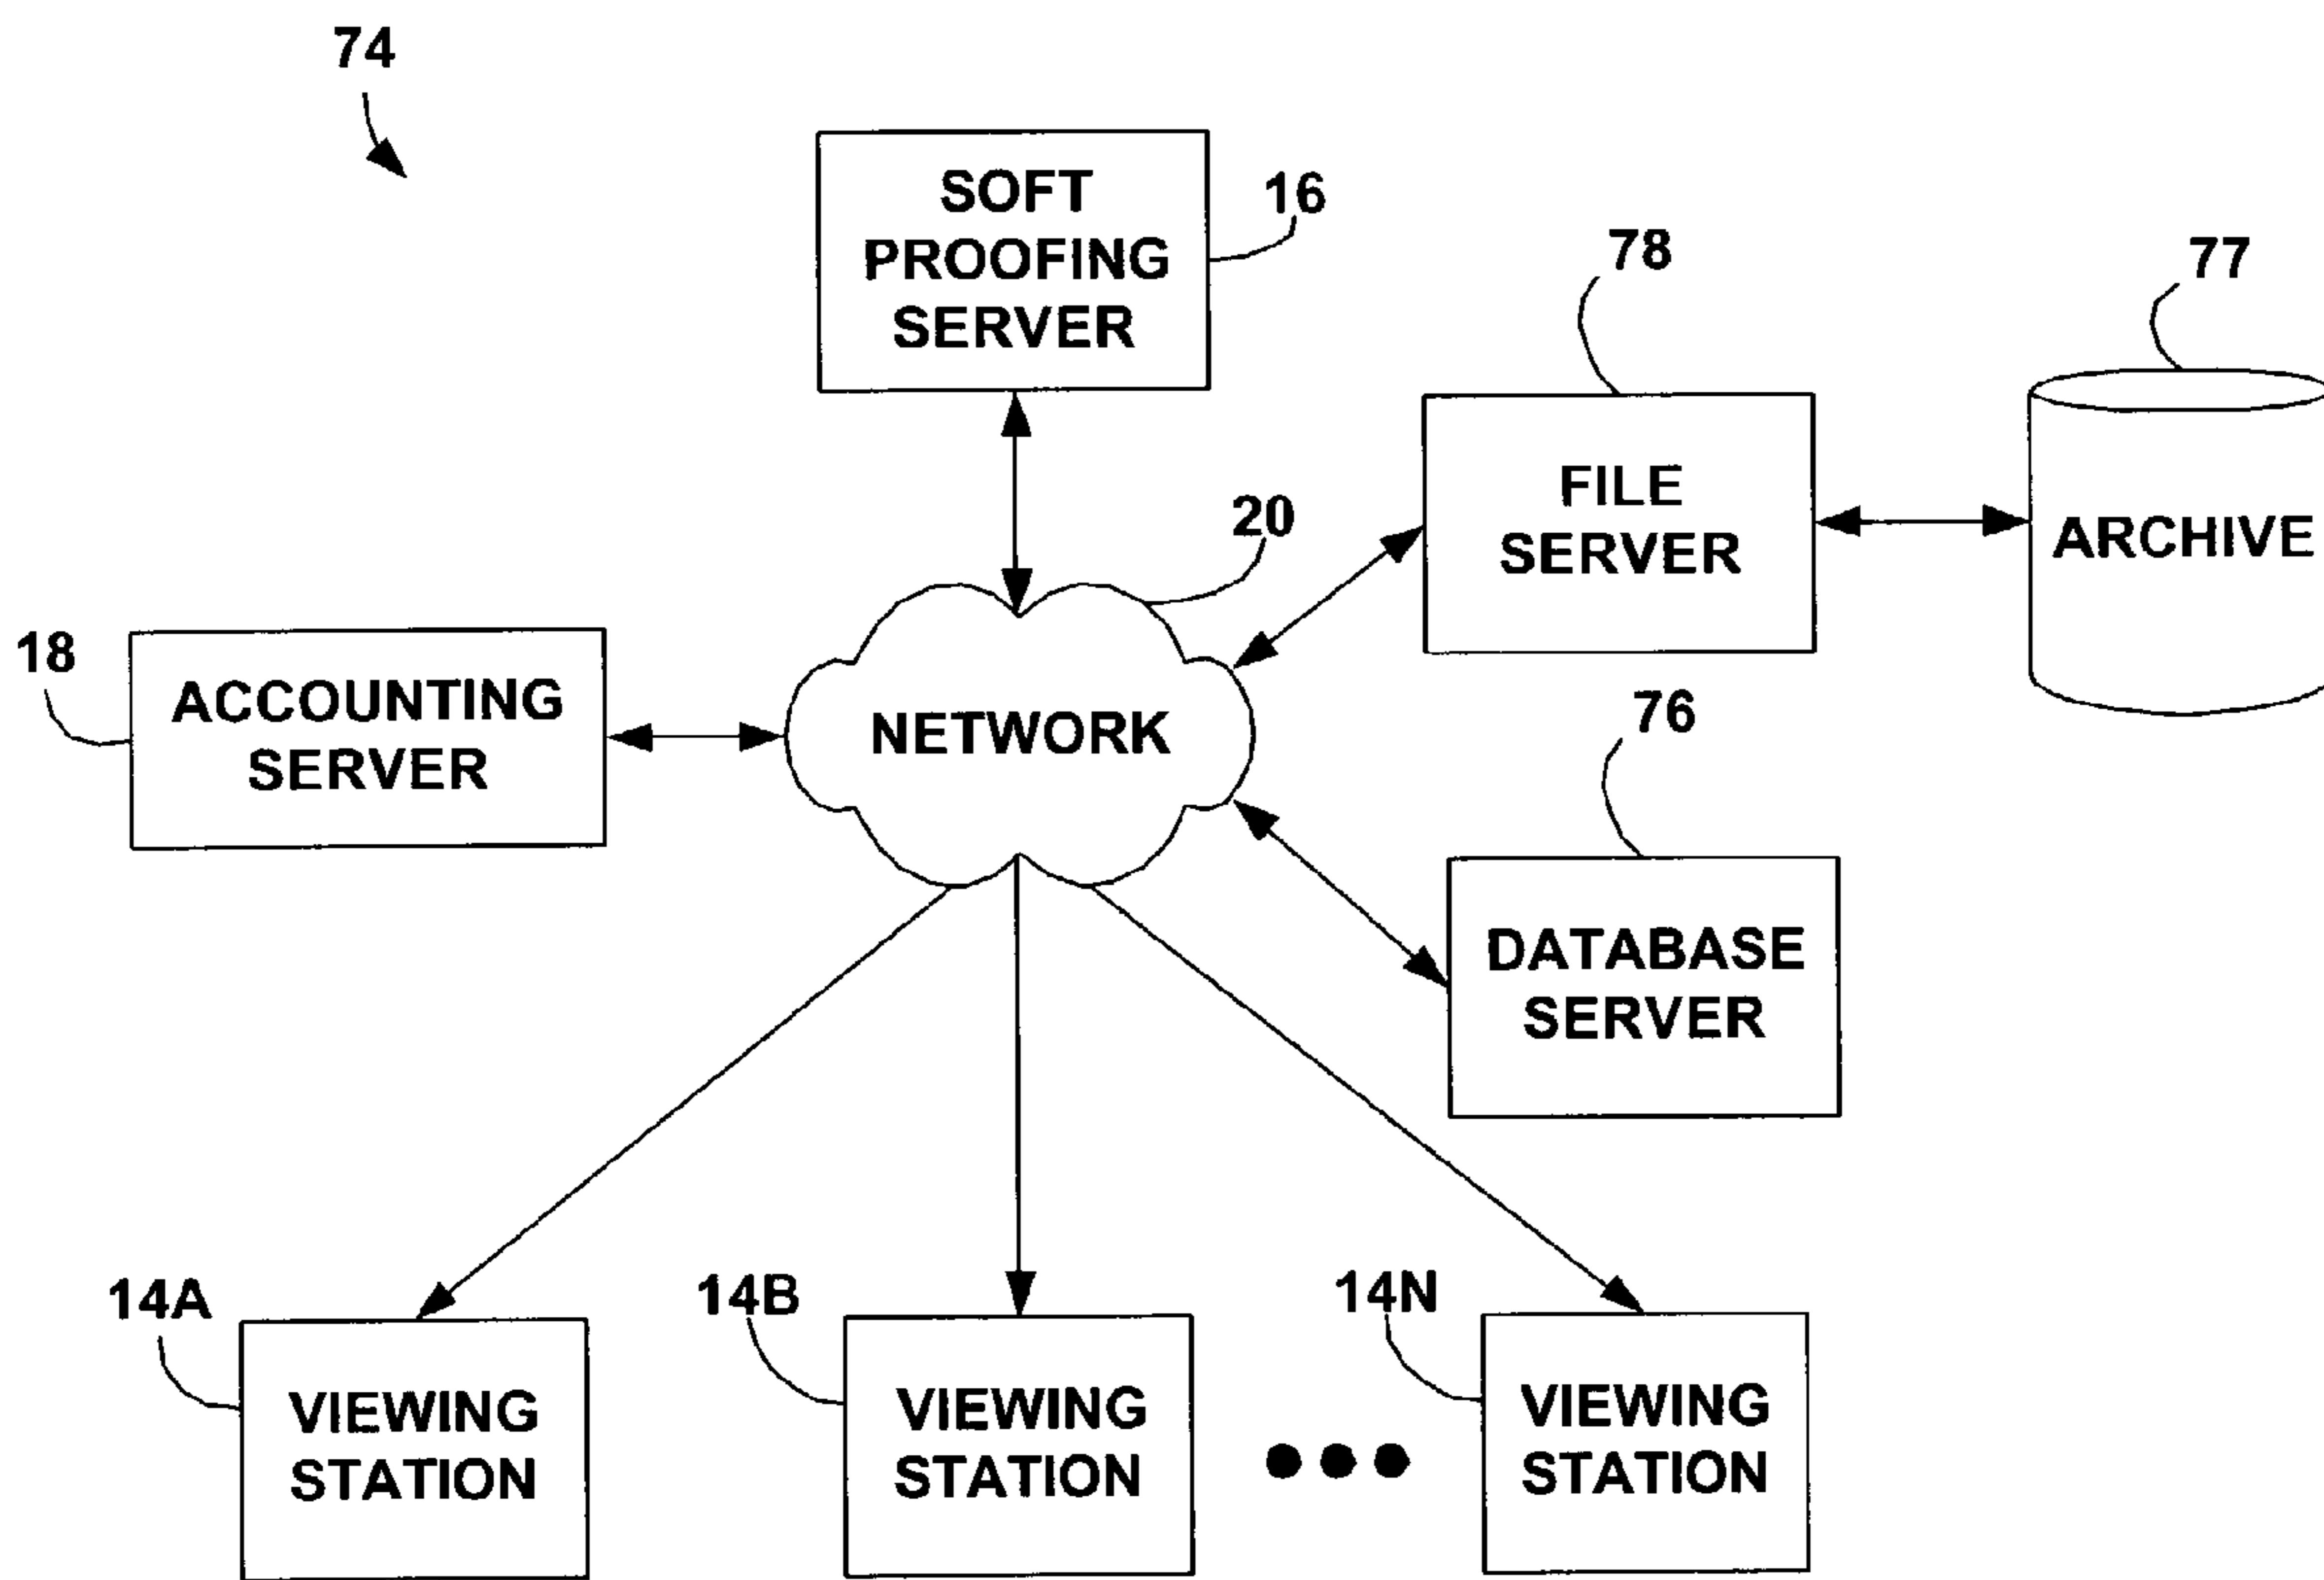 74
SOFT
PROOFING
SERVER
16
78
77
FILE
SERVER
ARCHIVE
20
18
ACCOUNTING
SERVER
NETWORK
76
DATABASE
SERVER
14A
14B
14N
VIEWING
STATION
VIEWING
STATION
VIEWING
STATION